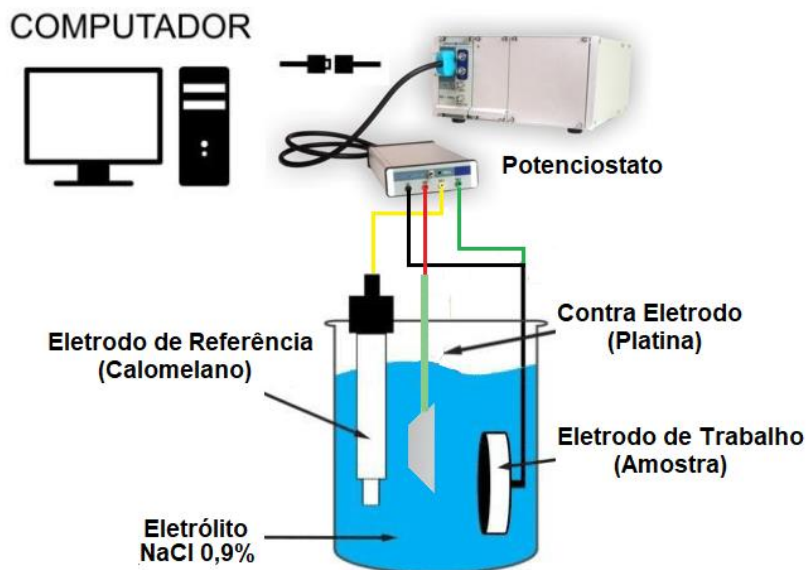 COMPUTADOR
Potenciostato
Contra Eletrodo
(Platina)
Eletrodo de Referência
(Calomelano)
Eletrodo de Trabalho
(Amostra)
Eletrólito
NaCl 0,9%